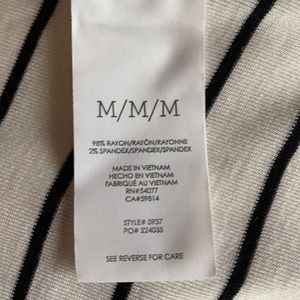 M/M/M
98% RAYON/RAYÓN/RAYONNE
2% SPANDEX/SPANDEX/SPANDEX
MADE IN VIETNAM
HECHO EN VIETNAM
FABRIQUÉ AU VIETNAM
RN#54077
CA#59814
STYLE# 5937
PO# 224035
SEE REVERSE FOR CARE